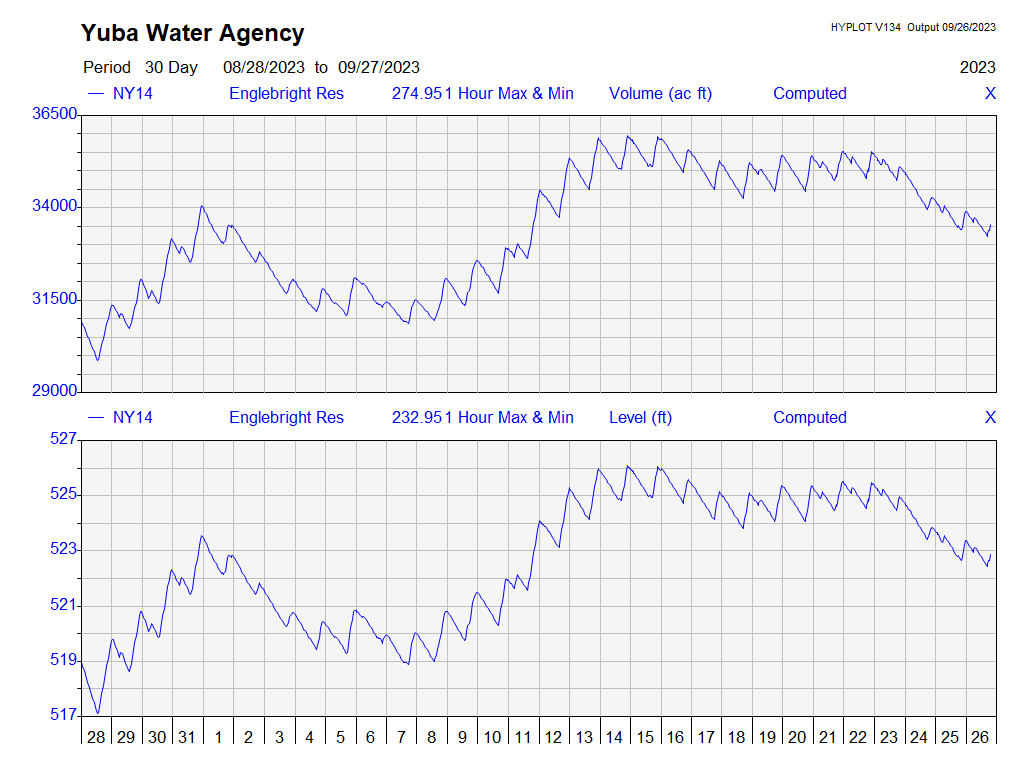 Yuba Water Agency HYPLOT V134 Output 09/26/2023
Period 30 Day 08/28/2023 to 09/27/2023 2023
— NY14 Englebright Res 274.951 Hour Max & Min Volume (ac ft) Computed X
36500
34000
31500
29000
— NY14 Englebright Res 232.951 Hour Max & Min Level (ft) Computed X
527
525
523
521
519
517
28 29 30 31 1 2 3 4 5 6 7 8 9 10 11 12 13 14 15 16 17 18 19 20 21 22 23 24 25 26